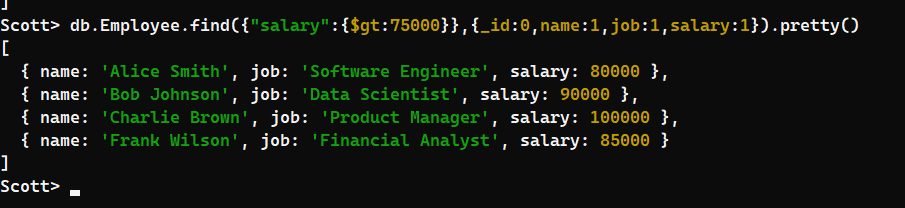 ]
Scott> db.Employee.find({"salary":{$gt:75000}},{_id:0,name:1,job:1,salary:1}).pretty()
[
  { name: 'Alice Smith', job: 'Software Engineer', salary: 80000 },
  { name: 'Bob Johnson', job: 'Data Scientist', salary: 90000 },
  { name: 'Charlie Brown', job: 'Product Manager', salary: 100000 },
  { name: 'Frank Wilson', job: 'Financial Analyst', salary: 85000 }
]
Scott>